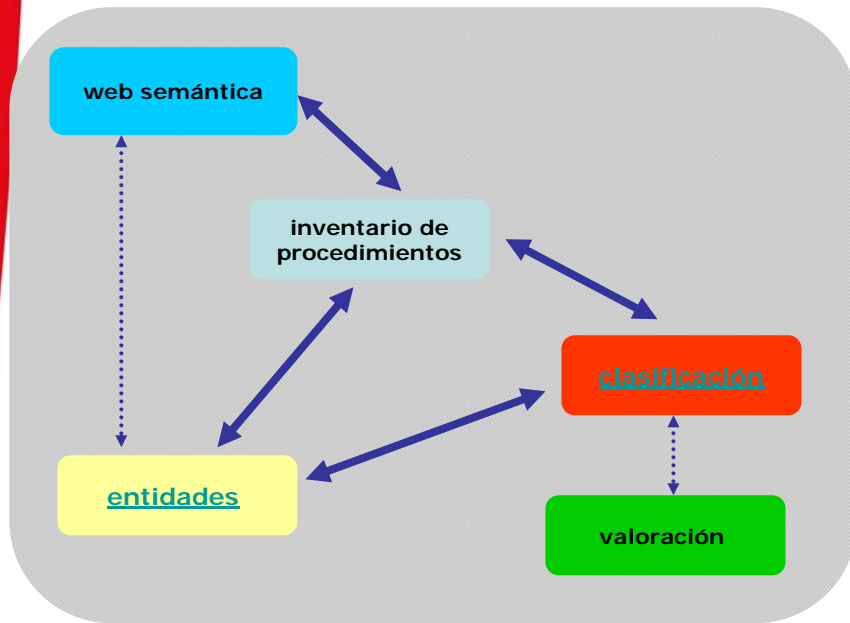 web semántica
inventario de
procedimientos
clasificación
entidades
valoración